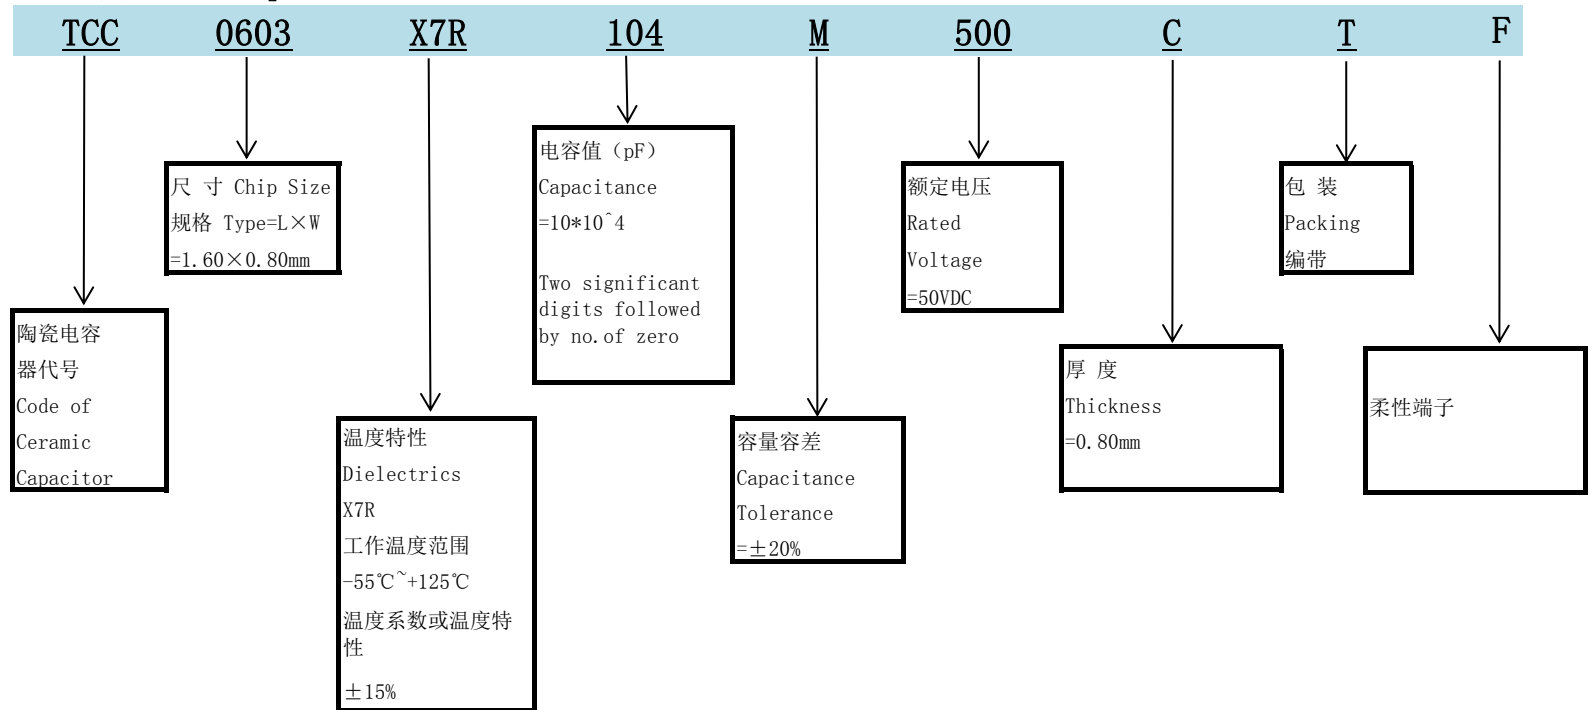 TCC 0603 X7R 104 M 500 C T F
陶瓷电容
器代号
Code of
Ceramic
Capacitor
尺 寸 Chip Size
规格 Type=L×W
=1.60×0.80mm
温度特性
Dielectrics
X7R
工作温度范围
-55℃~+125℃
温度系数或温度特
性
±15%
电容值（pF）
Capacitance
=10*10^4
Two significant
digits followed
by no.of zero
容量容差
Capacitance
Tolerance
=±20%
额定电压
Rated
Voltage
=50VDC
厚 度
Thickness
=0.80mm
包 装
Packing
编带
柔性端子